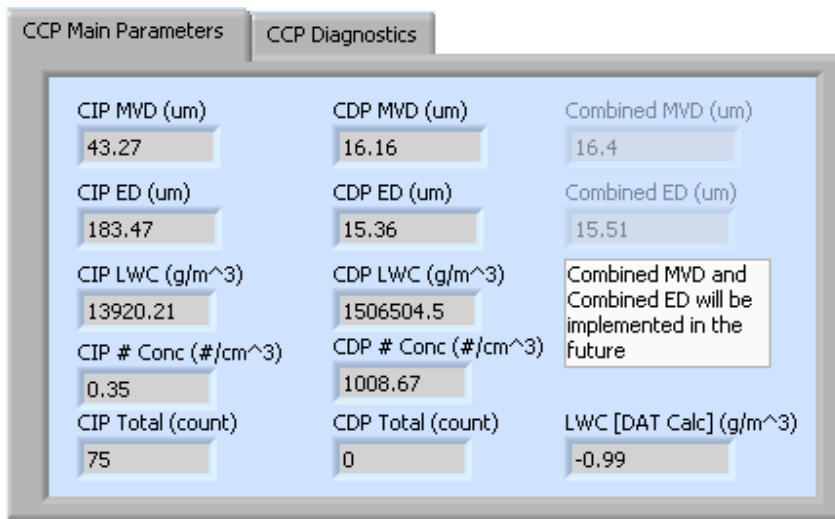 CCP Main Parameters
CCP Diagnostics
CIP MVD (um)
CDP MVD (um)
Combined MVD (um)
43.27
16.16
16.4
CIP ED (um)
CDP ED (um)
Combined ED (um)
183.47
15.36
15.51
CIP LWC (g/m^3)
CDP LWC (g/m^3)
Combined MVD and
Combined ED will be
implemented in the
future
13920.21
1506504.5
CIP # Conc (#/cm^3)
CDP # Conc (#/cm^3)
0.35
1008.67
CIP Total (count)
CDP Total (count)
LWC [DAT Calc] (g/m^3)
75
0
-0.99